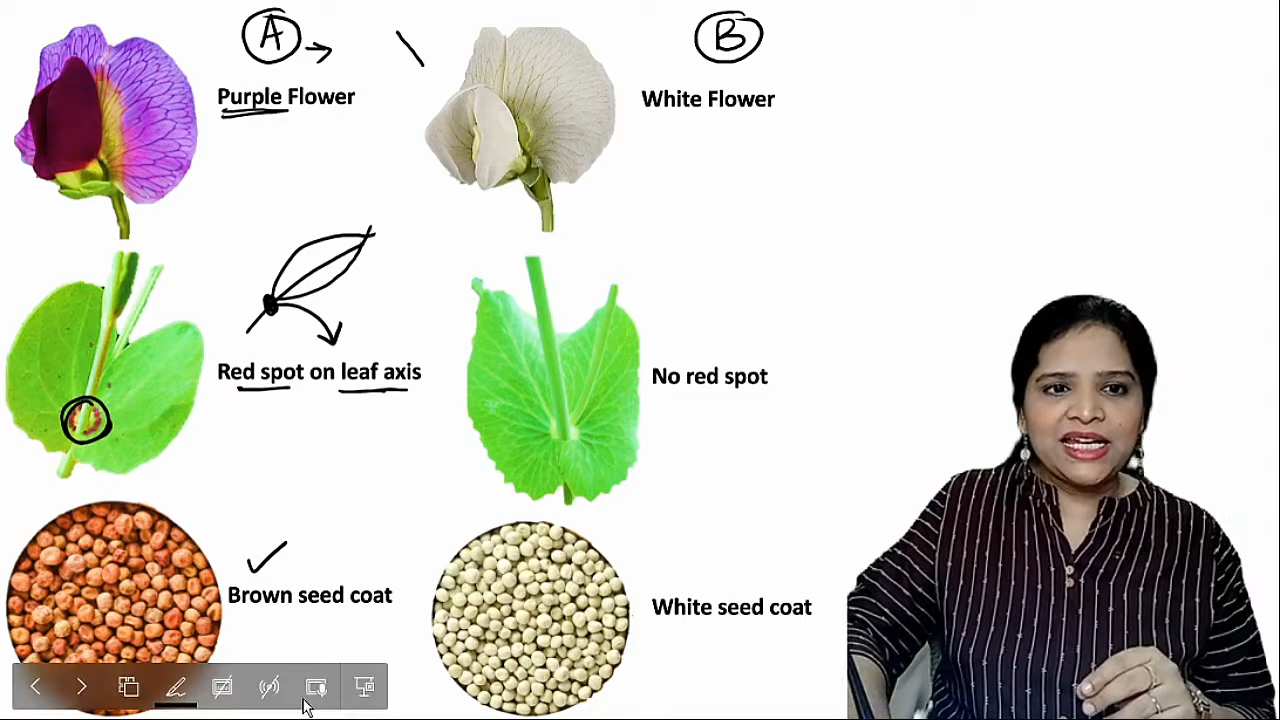 A
B
Purple Flower
White Flower
Red spot on leaf axis
No red spot
Brown seed coat
White seed coat